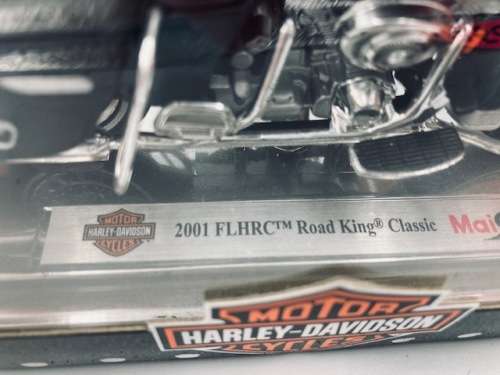 MOTOR
HARLEY-DAVIDSON
CYCLES
2001 FLHRC™ Road King® Classic
Mai
MOTOR
HARLEY-DAVIDSON
CYCLES